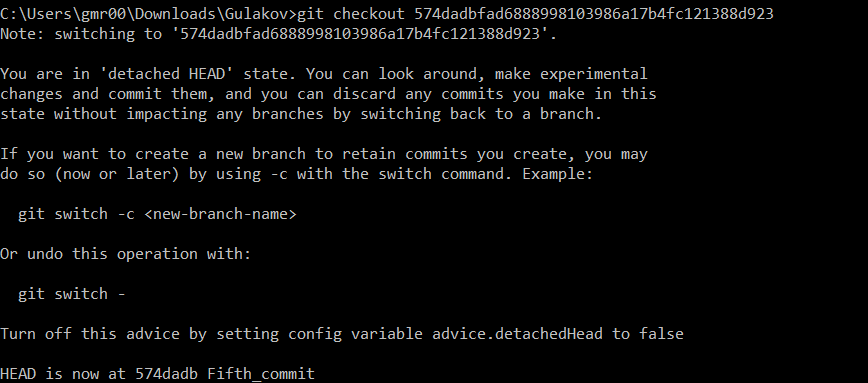 C:\Users\gmr00\Downloads\Gulakov>git checkout 574dadbfad6888998103986a17b4fc121388d923
Note: switching to '574dadbfad6888998103986a17b4fc121388d923'.
You are in 'detached HEAD' state. You can look around, make experimental
changes and commit them, and you can discard any commits you make in this
state without impacting any branches by switching back to a branch.
If you want to create a new branch to retain commits you create, you may
do so (now or later) by using -c with the switch command. Example:
git switch -c <new-branch-name>
Or undo this operation with:
git switch -
Turn off this advice by setting config variable advice.detachedHead to false
HEAD is now at 574dadb Fifth_commit